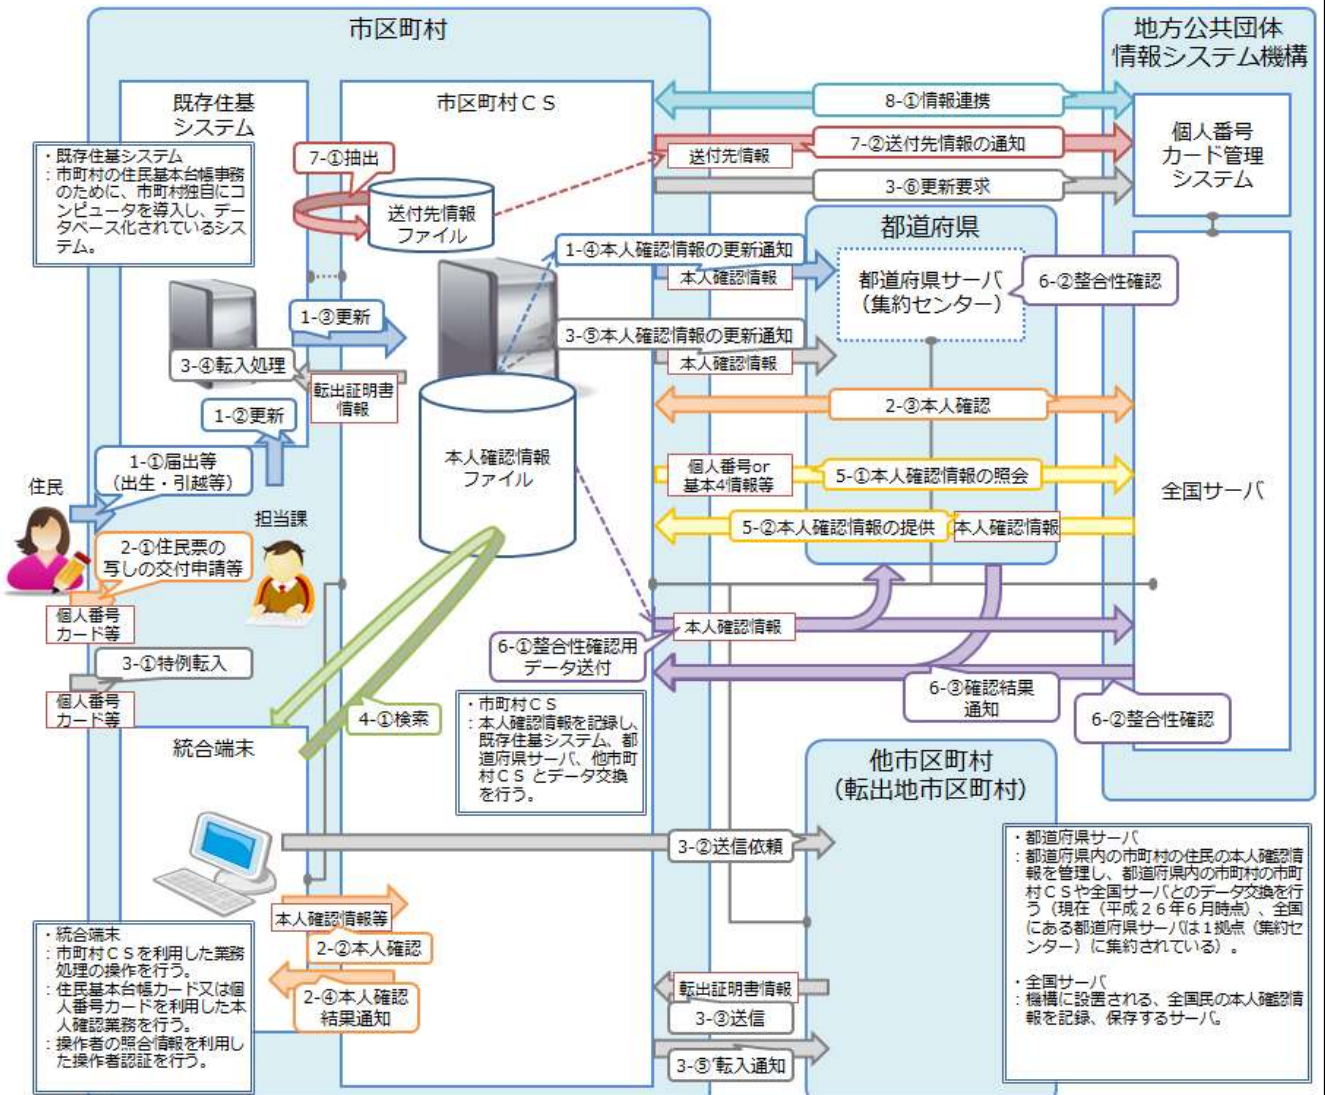 市区町村
地方公共団体
情報システム機構
既存住基
システム
市区町村CS
8-①情報連携
・既存住基システム
：市町村の住民基本台帳事務
のために、市町村独自にコ
ンピュータを導入し、デー
タベース化されているシス
テム。
7-①抽出
送付先情報
7-②送付先情報の通知
個人番号
カード管理
システム
3-⑥更新要求
送付先情報
ファイル
都道府県
1-④本人確認情報の更新通知
本人確認情報
都道府県サーバ
（集約センター）
6-②整合性確認
1-③更新
3-⑤本人確認情報の更新通知
本人確認情報
3-④転入処理
転出証明書
情報
2-③本人確認
1-②更新
1-①届出等
（出生・引越等）
本人確認情報
ファイル
個人番号or
基本4情報等
5-①本人確認情報の照会
全国サーバ
住民
担当課
5-②本人確認情報の提供
本人確認情報
2-①住民票の
写しの交付申請等
個人番号
カード等
本人確認情報
6-①整合性確認用
データ送付
3-①特例転入
個人番号
カード等
6-③確認結果
通知
6-②整合性確認
4-①検索
・市町村CS
：本人確認情報を記録し、
既存住基システム、都
道府県サーバ、他市町
村CS とデータ交換
を行う。
統合端末
他市区町村
（転出地市区町村）
3-②送信依頼
・都道府県サーバ
：都道府県内の市町村の住民の本人確認情
報を管理し、都道府県内の市町村の市町
村CSや全国サーバとのデータ交換を行
う（現在（平成26年6月時点）、全国
にある都道府県サーバは1拠点（集約セ
ンター）に集約されている）。
・全国サーバ
：機構に設置される、全国民の本人確認情
報を記録、保存するサーバ。
本人確認情報等
2-②本人確認
・統合端末
：市町村CSを利用した業務
処理の操作を行う。
：住民基本台帳カード又は個
人番号カードを利用した本
人確認業務を行う。
：操作者の照合情報を利用し
た操作者認証を行う。
2-④本人確認
結果通知
転出証明書情報
3-③送信
3-⑤'転入通知